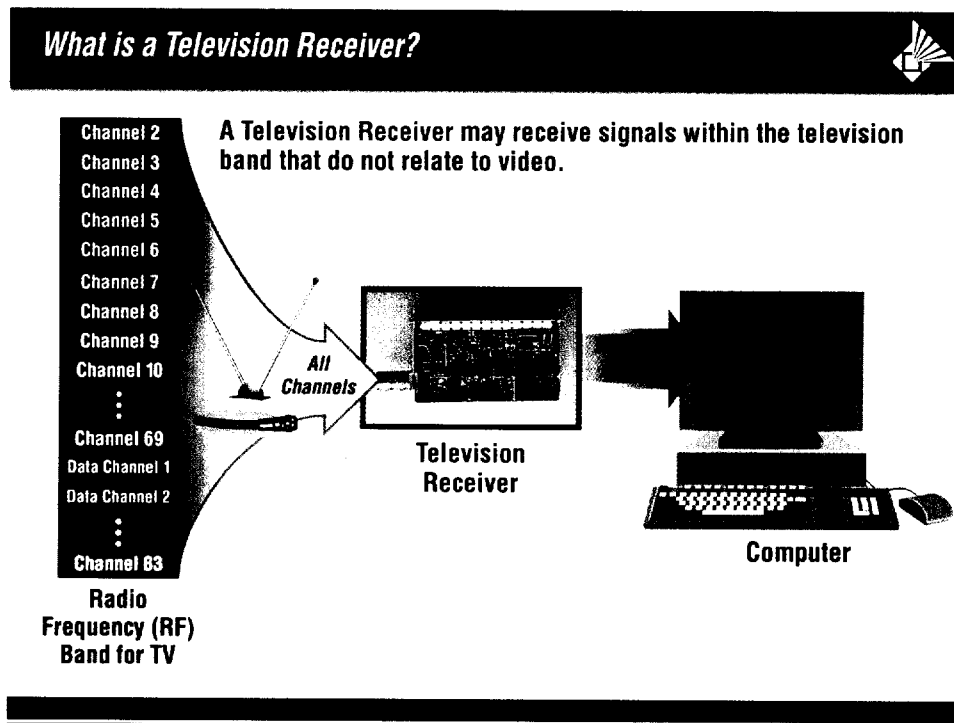 What is a Television Receiver?
A Television Receiver may receive signals within the television
band that do not relate to video.
Channel 2
Channel 3
Channel 4
Channel 5
Channel 6
Channel 7
Channel 8
Channel 9
Channel 10
Channel 69
Data Channel 1
Data Channel 2
Channel 83
Radio
Frequency (RF)
Band for TV
All
Channels
Television
Receiver
Computer